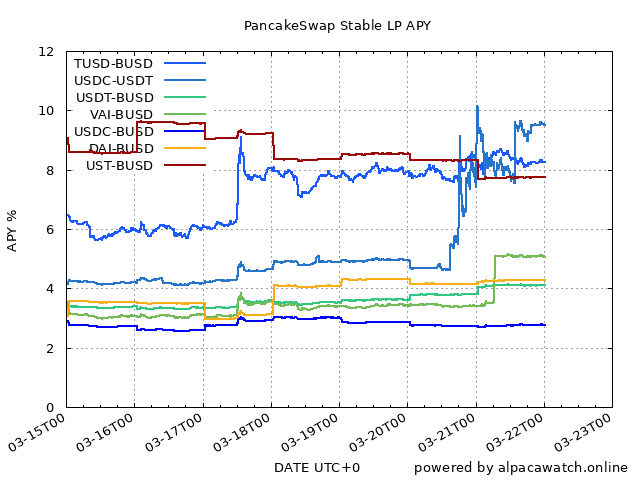 PancakeSwap Stable LP APY
12
10
8
6
4
2
0
APY %
TUSD-BUSD
USDC-USDT
USDT-BUSD
VAI-BUSD
USDC-BUSD
DAI-BUSD
UST-BUSD
03-15T00
03-16T00
03-17T00
03-18T00
03-19T00
03-20T00
03-21T00
03-22T00
03-23T00
DATE UTC+0
powered by alpacawatch.online